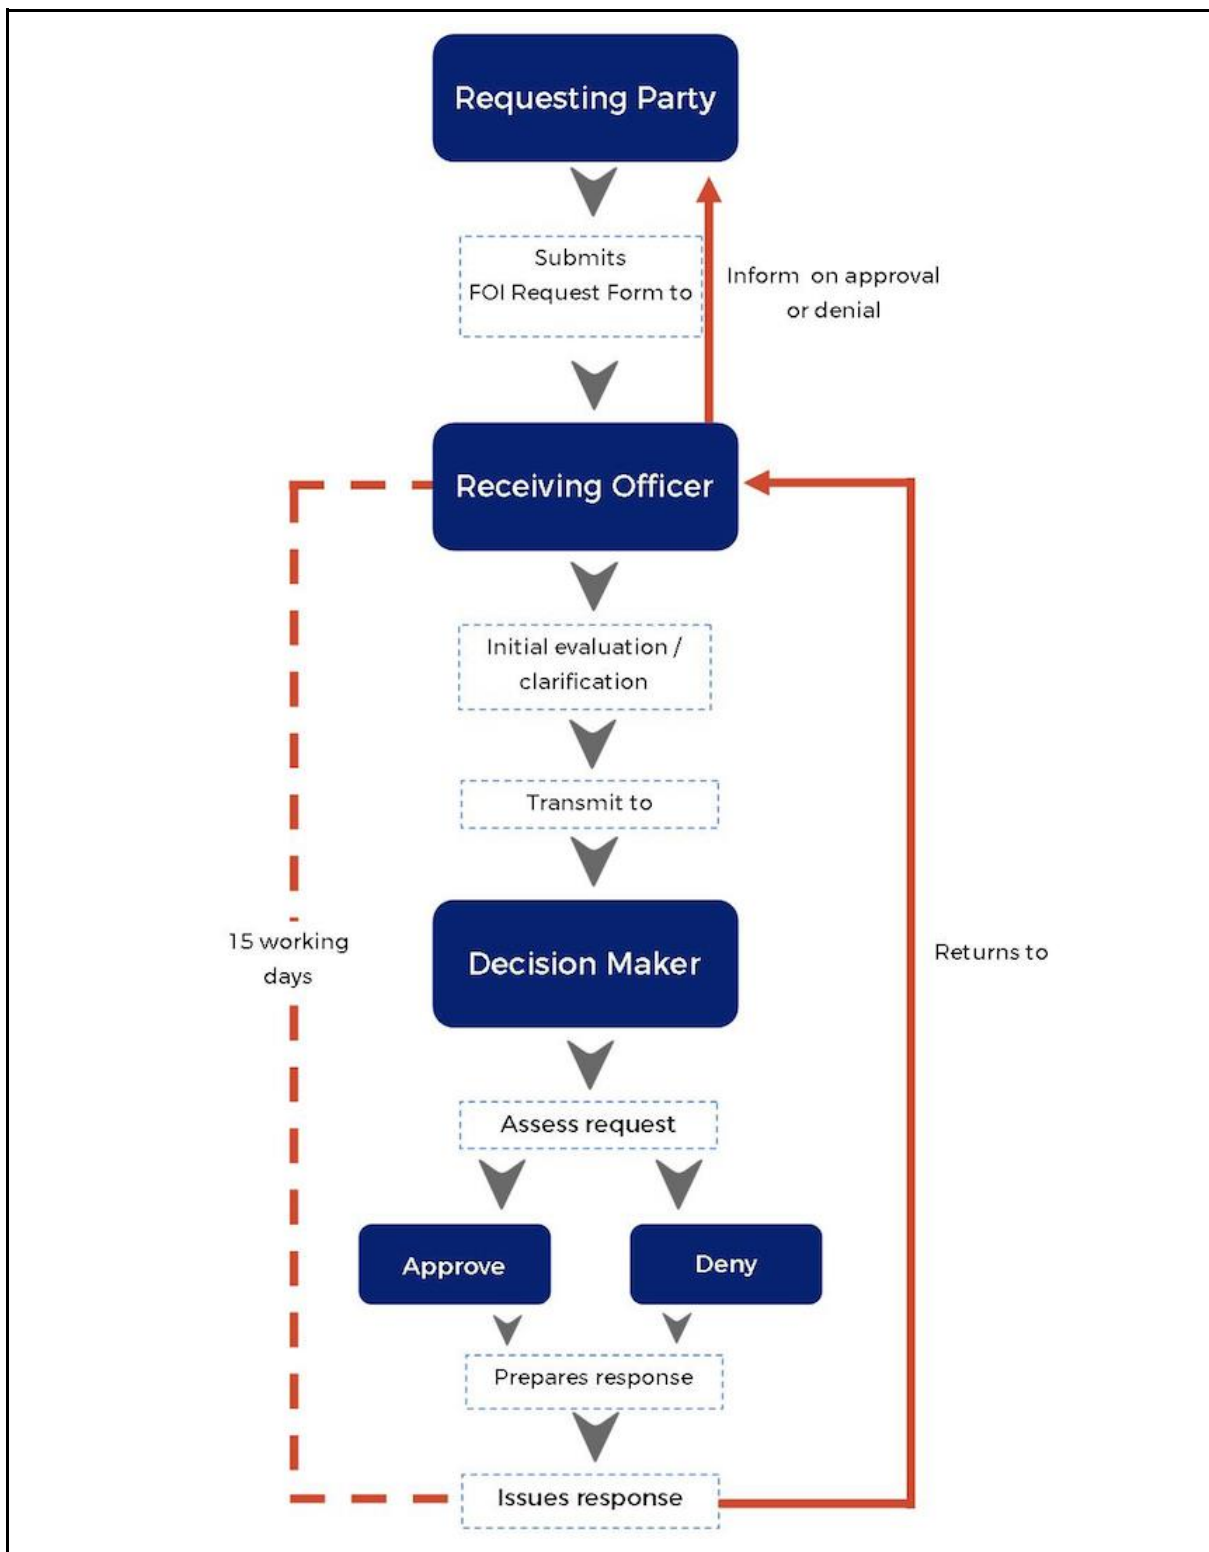 Requesting Party
Submits
FOI Request Form to
Inform on approval
or denial
Receiving Officer
Initial evaluation /
clarification
Transmit to
15 working
days
Decision Maker
Returns to
Assess request
Approve
Deny
Prepares response
Issues response